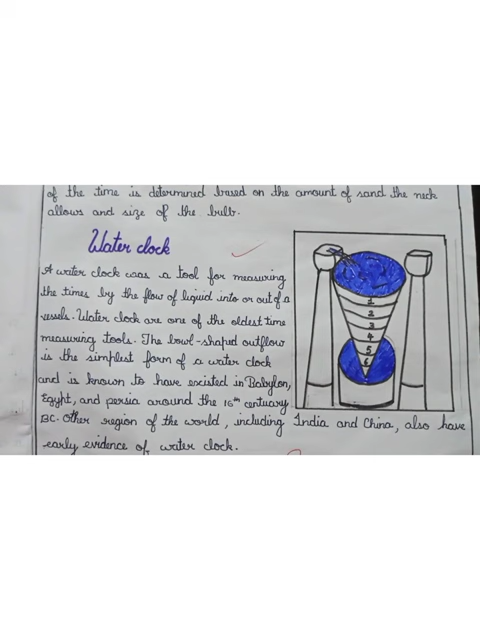 of the time is determined based on the amount of sand the neck
allows and size of the bulb.
Water clock
A water clock was a tool for measuring
the times by the flow of liquid into or out of a
vessels. Water clock are one of the oldest time
measuring tools. The bowl-shaped outflow
is the simplest form of a water clock
and is known to have excisted in Babylon,
Egyht, and persia around the 16th centuary
BC. Other region of the world, including India and China, also have
early evidence of water clock.
1
2
3
4
5
6